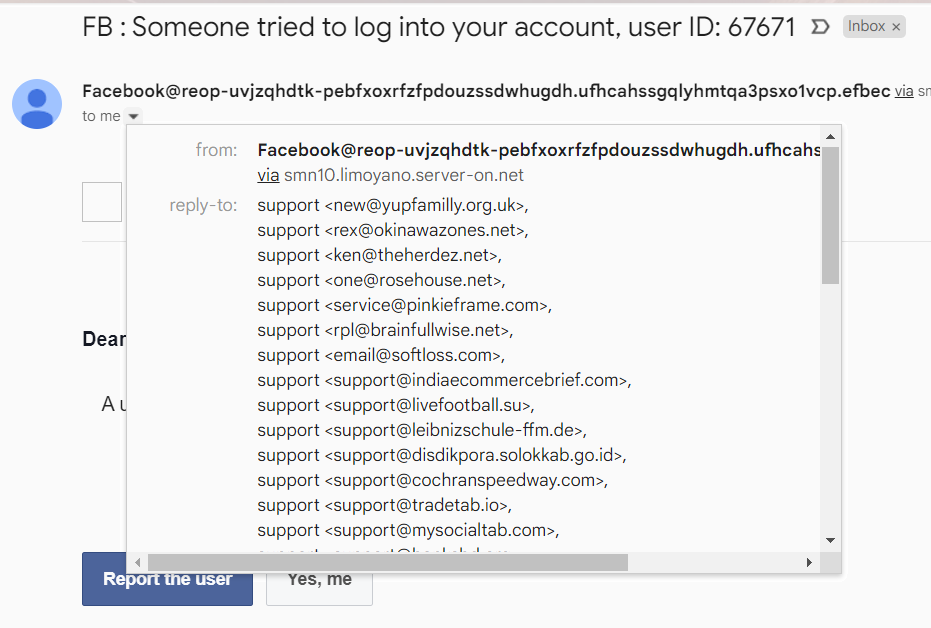 FB : Someone tried to log into your account, user ID: 67671 Inbox ×
Facebook@reop-uvjzqhdtk-pebfxoxrfzfpdouzssdwhugdh.ufhcahssgqlyhmtqa3psxo1vcp.efbec via sm
to me
from: Facebook@reop-uvjzqhdtk-pebfxoxrfzfpdouzssdwhugdh.ufhcahs
via smn10.limoyano.server-on.net
reply-to: support <new@yupfamilly.org.uk>,
support <rex@okinawazones.net>,
support <ken@theherdez.net>,
support <one@rosehouse.net>,
support <service@pinkieframe.com>,
support <rpl@brainfullwise.net>,
support <email@softloss.com>,
support <support@indiaecommercebrief.com>,
support <support@livefootball.su>,
support <support@leibnizschule-ffm.de>,
support <support@disdikpora.solokkab.go.id>,
support <support@cochranspeedway.com>,
support <support@tradetab.io>,
support <support@mysocialtab.com>,
Dear
A u
Report the user Yes, me